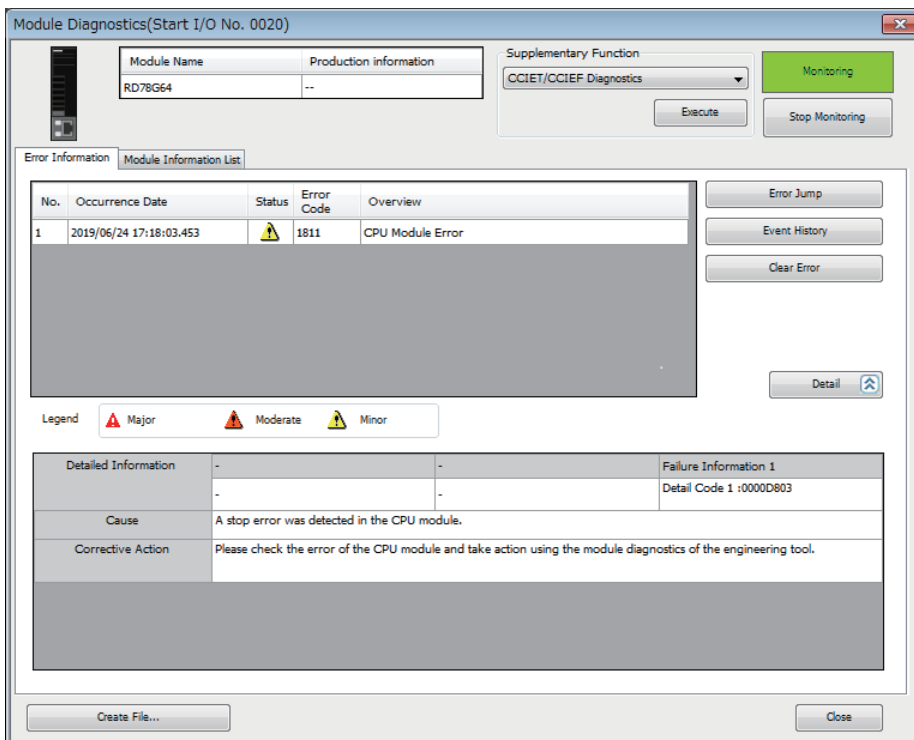 Module Diagnostics(Start I/O No. 0020)
Module Name Production information
RD78G64 --
Supplementary Function
CCIET/CCIEF Diagnostics
Execute
Monitoring
Stop Monitoring
Error Information Module Information List
No. Occurrence Date Status Error Code Overview
1 2019/06/24 17:18:03.453 1811 CPU Module Error
Error Jump
Event History
Clear Error
Detail
Legend Major Moderate Minor
Detailed Information - - Failure Information 1
- - Detail Code 1 :0000D803
Cause A stop error was detected in the CPU module.
Corrective Action Please check the error of the CPU module and take action using the module diagnostics of the engineering tool.
Create File... Close